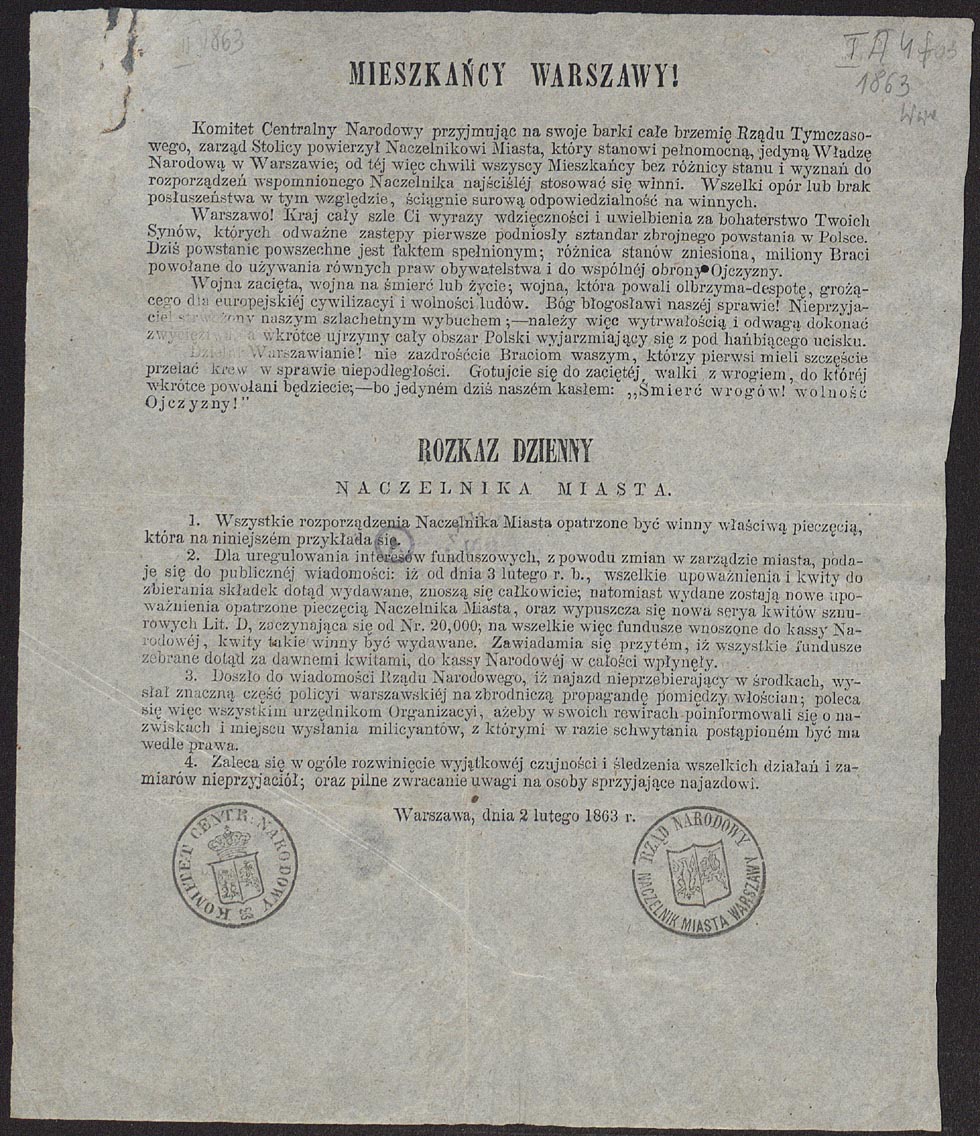 II 1863
1863
MIESZKAŃCY WARSZAWY!
Komitet Centralny Narodowy przyjmując na swoje barki całe brzemię Rządu Tymczaso-
wego, zarząd Stolicy powierzył Naczelnikowi Miasta, który stanowi pełnomocną, jedyną Władzę
Narodową w Warszawie; od téj więc chwili wszyscy Mieszkańcy bez różnicy stanu i wyznań do
rozporządzeń wspomnionego Naczelnika najściśléj stosować się winni. Wszelki opór lub brak
posłuszeństwa w tym względzie, ściągnie surową odpowiedzialność na winnych.
Warszawo! Kraj cały szle Ci wyrazy wdzięczności i uwielbienia za bohaterstwo Twoich
Synów, których odważne zastępy pierwsze podniosły sztandar zbrojnego powstania w Polsce.
Dziś powstanie powszechne jest faktem spełnionym; różnica stanów zniesiona, miliony Braci
powołane do używania równych praw obywatelstwa i do wspólnéj obrony Ojczyzny.
Wojna zacięta, wojna na śmierć lub życie; wojna, która powali olbrzyma-despotę, grożą-
cego dla europejskiéj cywilizacyi i wolności ludów. Bóg błogosławi naszéj sprawie! Nieprzyja-
ciel strwożony naszym szlachetnym wybuchem;—należy więc wytrwałością i odwagą dokonać
a wkrótce ujrzymy cały obszar Polski wyjarzmiający się z pod hańbiącego ucisku.
Dzielni Warszawianie! nie zazdrośćcie Braciom waszym, którzy pierwsi mieli szczęście
przelać krew w sprawie niepodległości. Gotujcie się do zaciętéj walki z wrogiem, do któréj
wkrótce powołani będziecie;—bo jedyném dziś naszém hasłem: „Śmierć wrogów! wolność
Ojczyzny!"
ROZKAZ DZIENNY
NACZELNIKA MIASTA.
1. Wszystkie rozporządzenia Naczelnika Miasta opatrzone być winny właściwą pieczęcią,
która na niniejszém przykłada się.
2. Dla uregulowania interesów funduszowych, z powodu zmian w zarządzie miasta, poda-
je się do publicznéj wiadomości: iż od dnia 3 lutego r. b., wszelkie upoważnienia i kwity do
zbierania składek dotąd wydawane, znoszą się całkowicie; natomiast wydane zostają nowe upo-
ważnienia opatrzone pieczęcią Naczelnika Miasta, oraz wypuszcza się nowa serya kwitów sznu-
rowych Lit. D, zaczynająca się od Nr. 20,000; na wszelkie więc fundusze wnoszone do kassy Na-
rodowéj, kwity takie winny być wydawane. Zawiadamia się przytém, iż wszystkie fundusze
zebrane dotąd za dawnemi kwitami, do kassy Narodowéj w całości wpłynęły.
3. Doszło do wiadomości Rządu Narodowego, iż najazd nieprzebierający w środkach, wy-
słał znaczną część policyi warszawskiéj na zbrodniczą propagandę pomiędzy włościan; poleca
się więc wszystkim urzędnikom Organizacyi, ażeby w swoich rewirach poinformowali się o na-
zwiskach i miejscu wysłania milicyantów, z którymi w razie schwytania postąpioném być ma
wedle prawa.
4. Zaleca się w ogóle rozwinięcie wyjątkowéj czujności i śledzenia wszelkich działań i za-
miarów nieprzyjaciół; oraz pilne zwracanie uwagi na osoby sprzyjające najazdowi.
Warszawa, dnia 2 lutego 1863 r.
KOMITET CENTR: NARODOWY
RZĄD NARODOWY
NACZELNIK MIASTA WARSZAWY